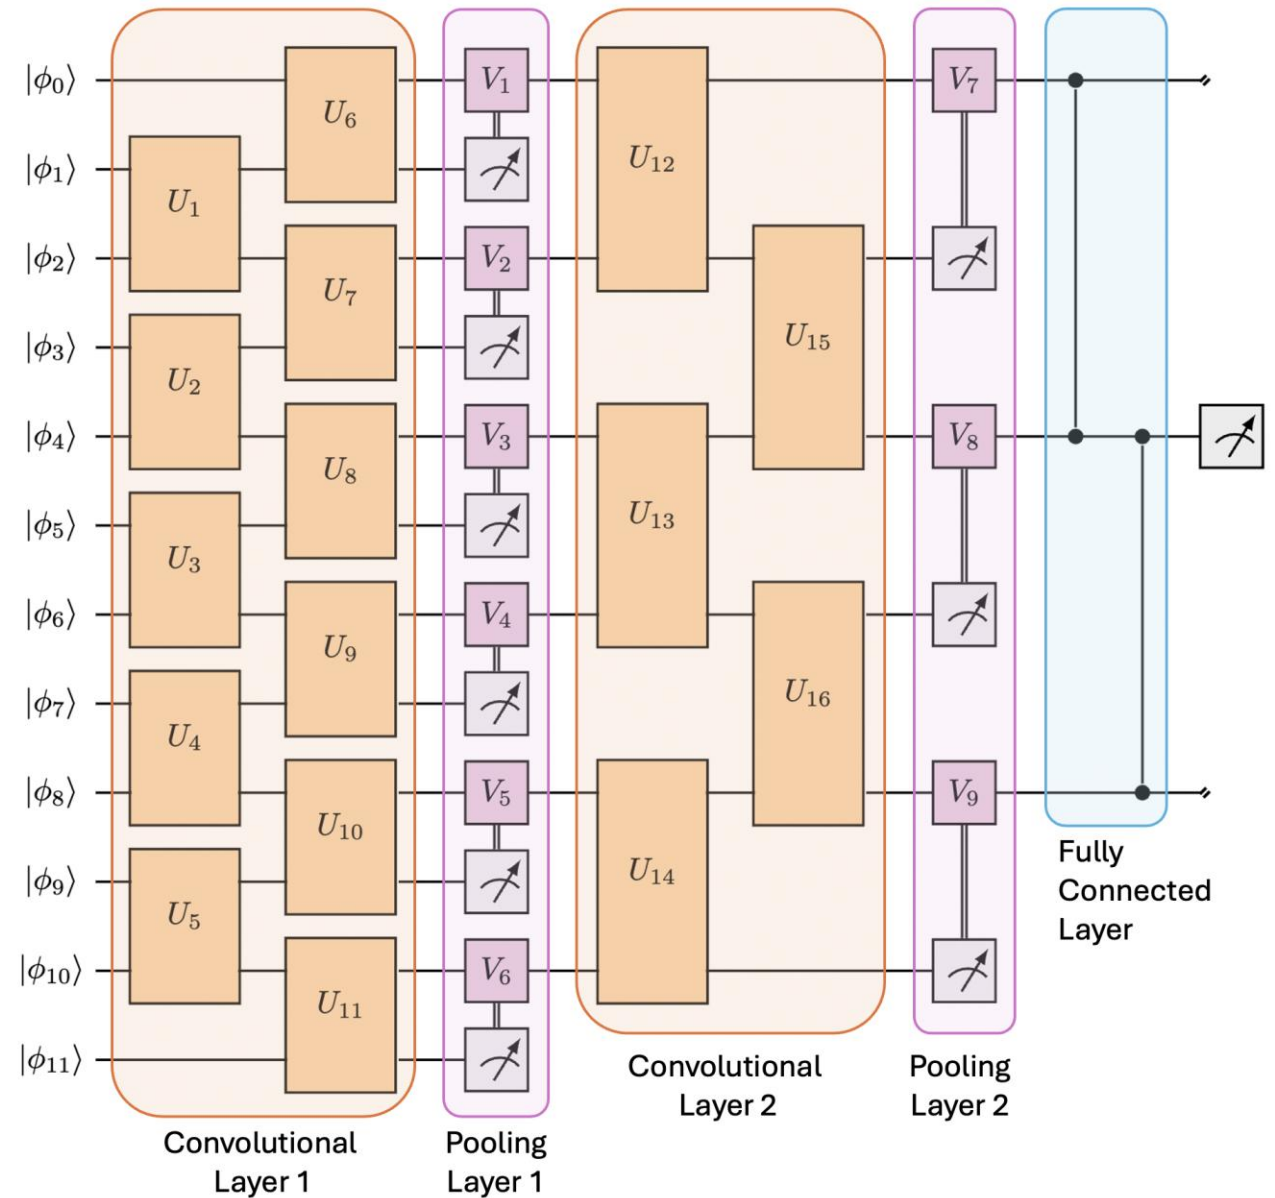 |ϕ₀⟩ U₆ V₁ U₁₂ V₇
|ϕ₁⟩ U₁
|ϕ₂⟩ U₇ V₂ U₁₅
|ϕ₃⟩ U₂
|ϕ₄⟩ U₈ V₃ U₁₃ V₈
|ϕ₅⟩ U₃
|ϕ₆⟩ U₉ V₄ U₁₆
|ϕ₇⟩ U₄
|ϕ₈⟩ U₁₀ V₅ U₁₄ V₉
|ϕ₉⟩ U₅
|ϕ₁₀⟩ U₁₁ V₆
|ϕ₁₁⟩
Fully
Connected
Layer
Convolutional
Layer 2
Pooling
Layer 2
Convolutional
Layer 1
Pooling
Layer 1